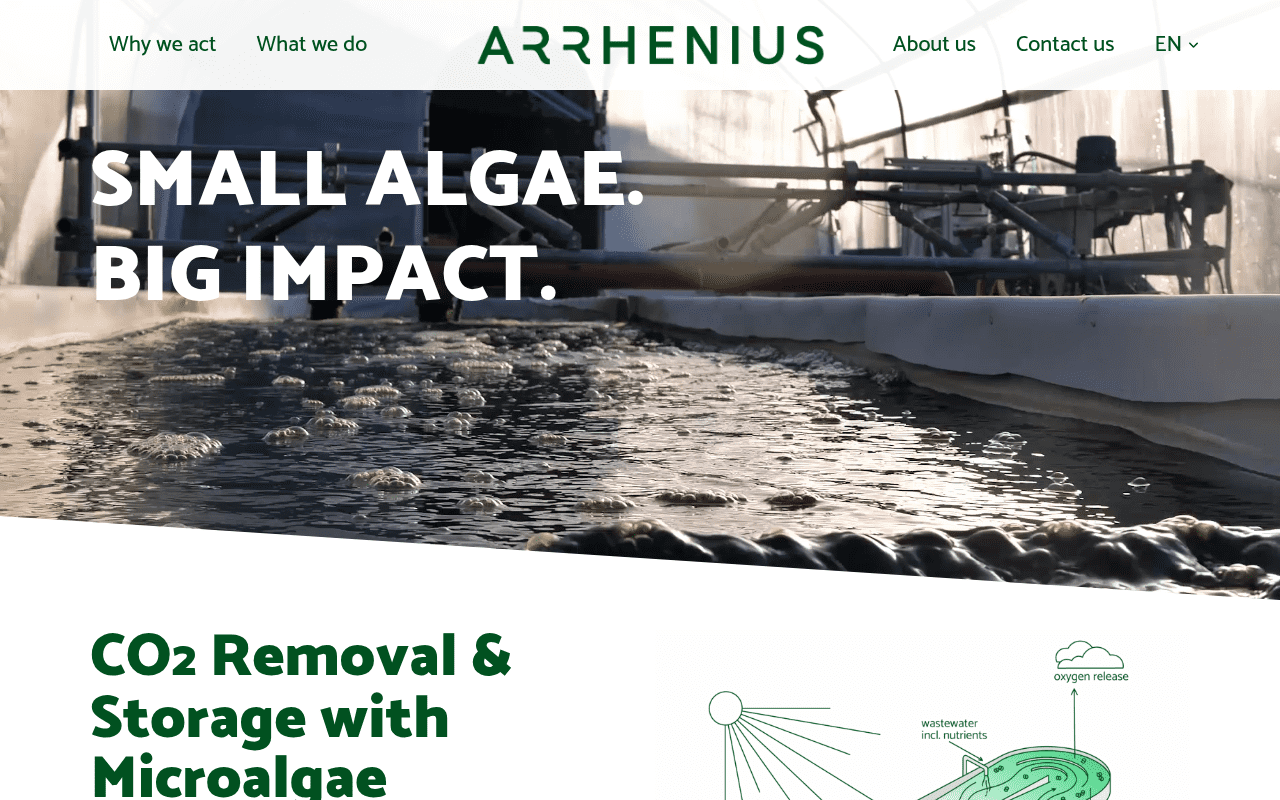 Why we act
What we do
ARRHENIUS
About us
Contact us
EN
SMALL ALGAE.
BIG IMPACT.
CO2 Removal &
Storage with
Microalgae
oxygen release
wastewater
incl. nutrients